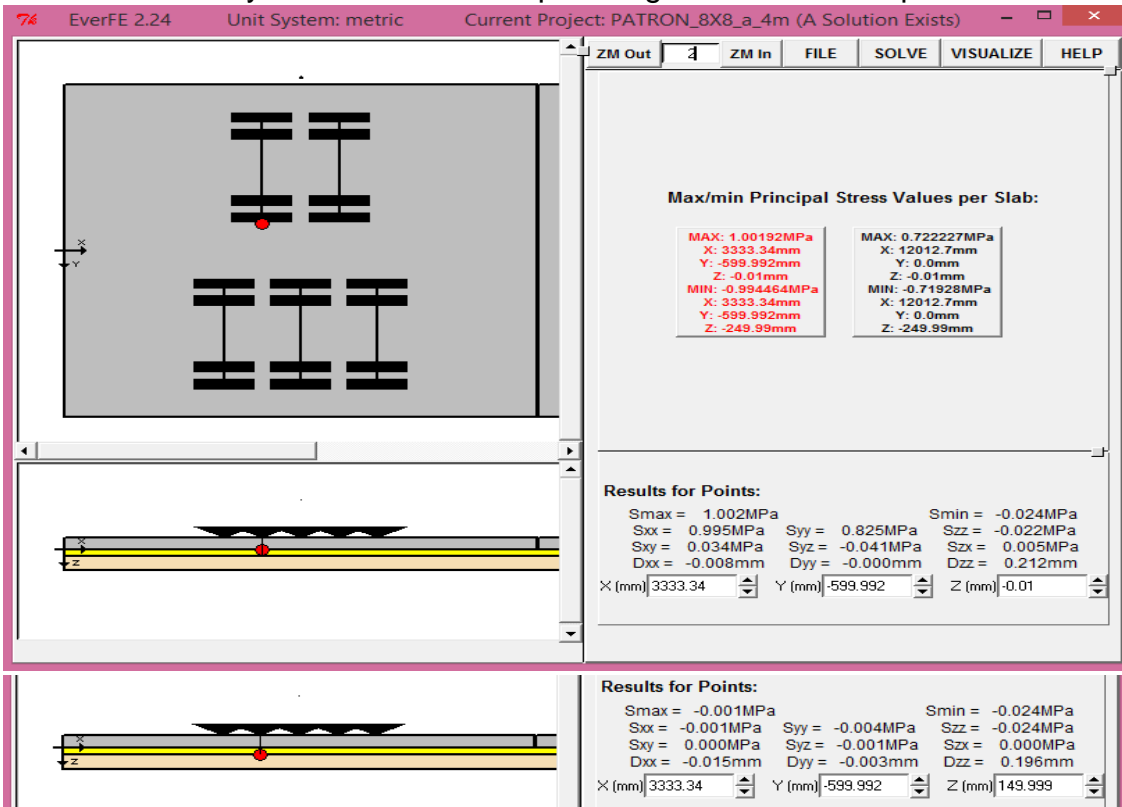 7k EverFE 2.24 Unit System: metric Current Project: PATRON_8X8_a_4m (A Solution Exists)
ZM Out 2 ZM In FILE SOLVE VISUALIZE HELP
X
Y
Max/min Principal Stress Values per Slab:
MAX: 1.00192MPa
X: 3333.34mm
Y: -599.992mm
Z: -0.01mm
MIN: -0.994464MPa
X: 3333.34mm
Y: -599.992mm
Z: -249.99mm
MAX: 0.722227MPa
X: 12012.7mm
Y: 0.0mm
Z: -0.01mm
MIN: -0.71928MPa
X: 12012.7mm
Y: 0.0mm
Z: -249.99mm
X
Z
Results for Points:
Smax = 1.002MPa Smin = -0.024MPa
Sxx = 0.995MPa Syy = 0.825MPa Szz = -0.022MPa
Sxy = 0.034MPa Syz = -0.041MPa Szx = 0.005MPa
Dxx = -0.008mm Dyy = -0.000mm Dzz = 0.212mm
X (mm) 3333.34 Y (mm) -599.992 Z (mm) -0.01
X
Z
Results for Points:
Smax = -0.001MPa Smin = -0.024MPa
Sxx = -0.001MPa Syy = -0.004MPa Szz = -0.024MPa
Sxy = 0.000MPa Syz = -0.001MPa Szx = 0.000MPa
Dxx = -0.015mm Dyy = -0.003mm Dzz = 0.196mm
X (mm) 3333.34 Y (mm) -599.992 Z (mm) 149.999